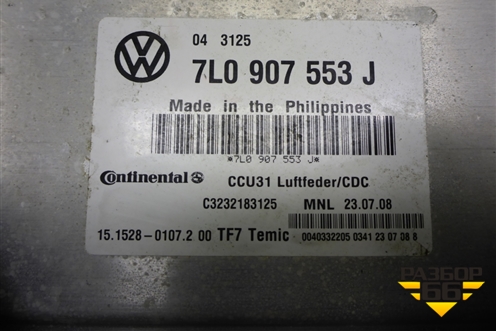 04 3125
7L0 907 553 J
Made in the Philippines
*7L0 907 553 J*
Continental CCU31 Luftfeder/CDC
C3232183125 MNL 23.07.08
15.1528-0107.2 00 TF7 Temic 0040332205 0341 23 07 08 8
РАЗБОР
66